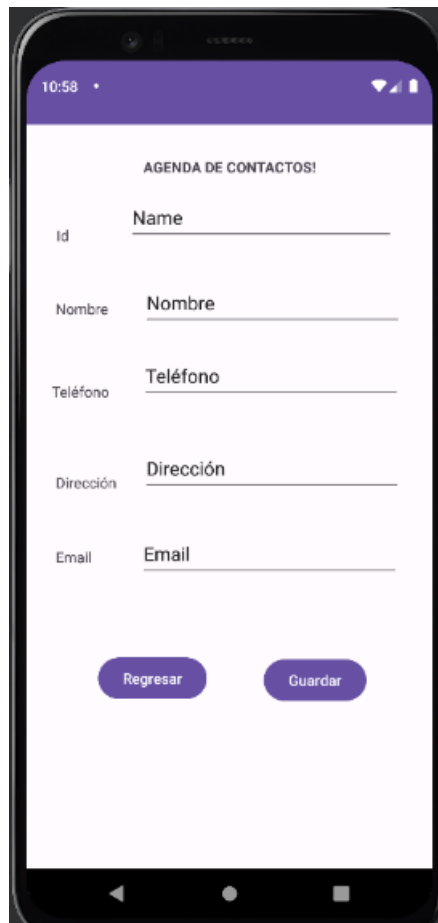 10:58
AGENDA DE CONTACTOS!
Id Name
Nombre Nombre
Teléfono Teléfono
Dirección Dirección
Email Email
Regresar Guardar